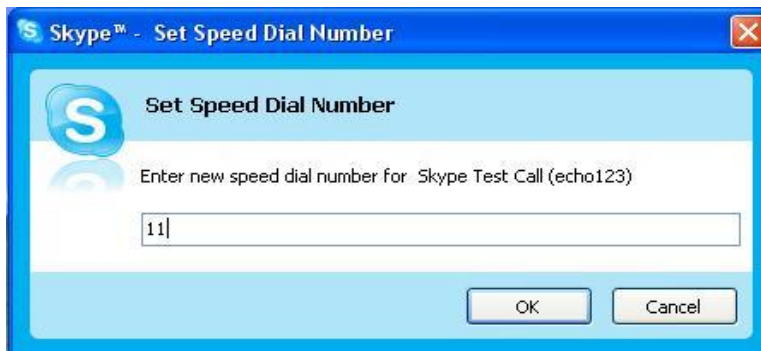 Skype™ - Set Speed Dial Number
Set Speed Dial Number
Enter new speed dial number for Skype Test Call (echo123)
11
OK Cancel